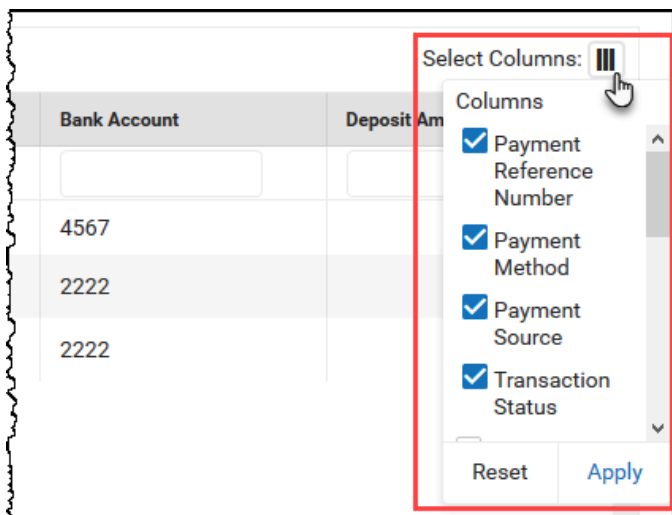 Select Columns:
Columns
Bank Account
Deposit Am
Payment
Reference
Number
4567
Payment
Method
2222
Payment
Source
2222
Transaction
Status
Reset Apply